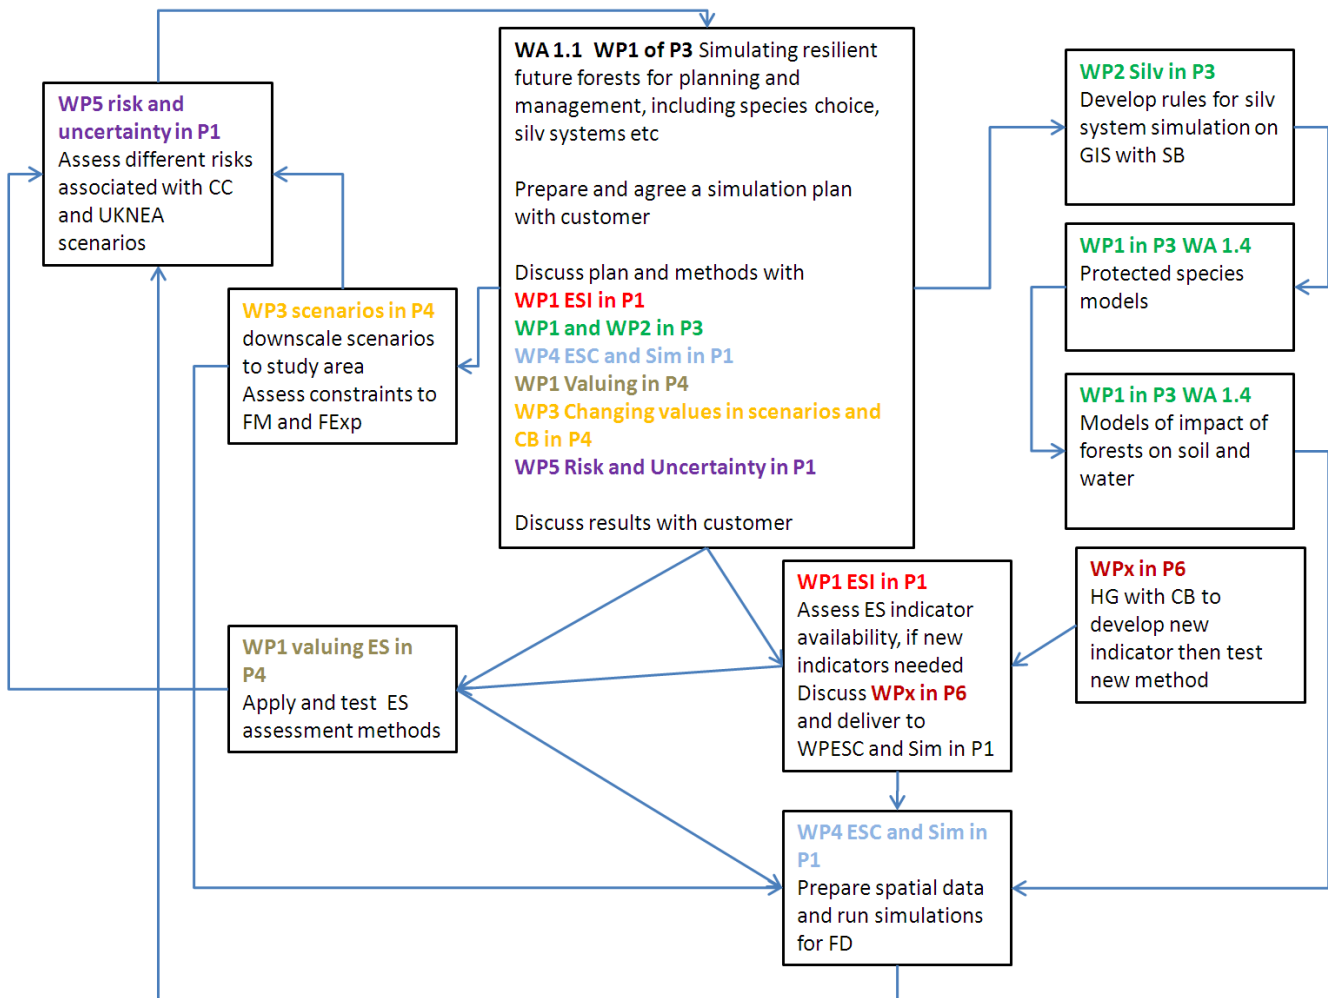 WA 1.1 WP1 of P3 Simulating resilient
future forests for planning and
management, including species choice,
silv systems etc
Prepare and agree a simulation plan
with customer
Discuss plan and methods with
WP1 ESI in P1
WP1 and WP2 in P3
WP4 ESC and Sim in P1
WP1 Valuing in P4
WP3 Changing values in scenarios and
CB in P4
WP5 Risk and Uncertainty in P1
Discuss results with customer
WP5 risk and
uncertainty in P1
Assess different risks
associated with CC
and UKNEA
scenarios
WP3 scenarios in P4
downscale scenarios
to study area
Assess constraints to
FM and FExp
WP1 valuing ES in
P4
Apply and test ES
assessment methods
WP2 Silv in P3
Develop rules for silv
system simulation on
GIS with SB
WP1 in P3 WA 1.4
Protected species
models
WP1 in P3 WA 1.4
Models of impact of
forests on soil and
water
WP1 ESI in P1
Assess ES indicator
availability, if new
indicators needed
Discuss WPx in P6
and deliver to
WPESC and Sim in P1
WPx in P6
HG with CB to
develop new
indicator then test
new method
WP4 ESC and Sim in
P1
Prepare spatial data
and run simulations
for FD